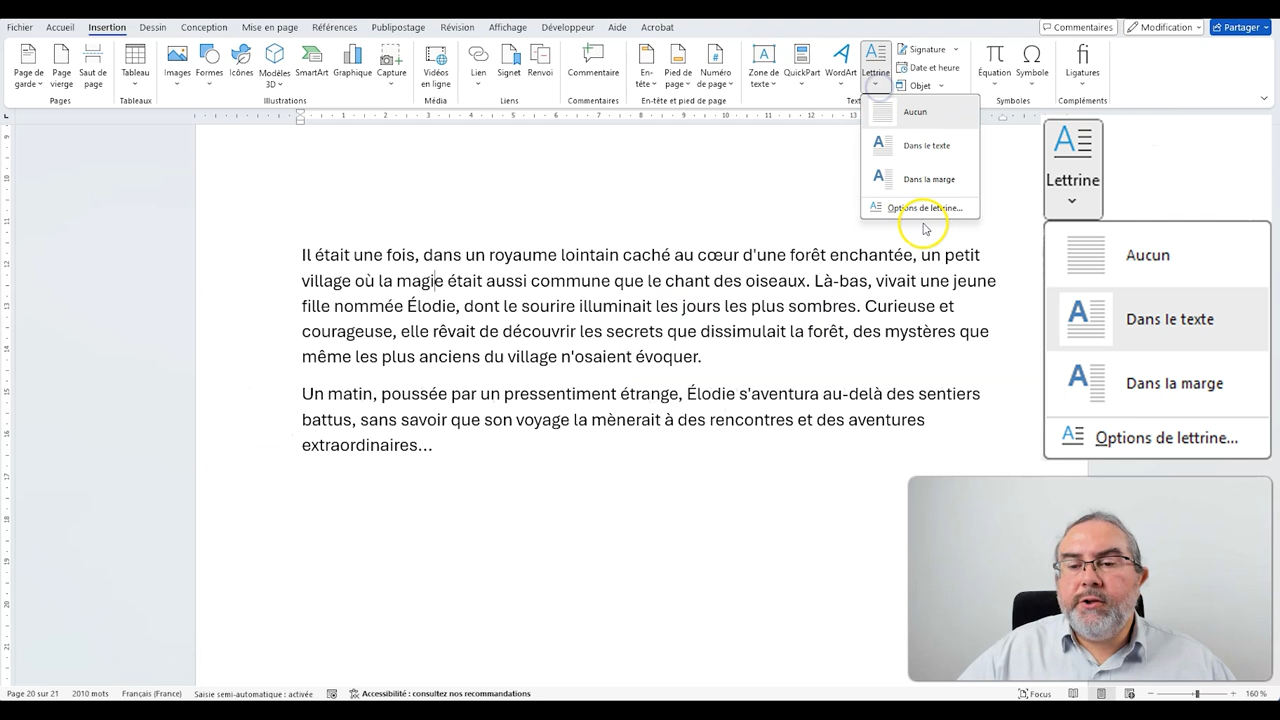 Fichier Accueil Insertion Dessin Conception Mise en page Références Publipostage Révision Affichage Développeur Aide Acrobat
Commentaires Modification Partager
Page de garde
Page vierge
Saut de page
Pages
Tableau
Tableaux
Images
Formes
Icônes
Modèles 3D
SmartArt
Graphique
Capture
Illustrations
Vidéos en ligne
Média
Lien
Signet
Renvoi
Liens
Commentaire
Commentaires
En-tête
Pied de page
Numéro de page
En-tête et pied de page
Zone de texte
QuickPart
WordArt
Lettrine
Signature
Date et heure
Objet
Équation
Symbole
Symboles
Ligatures
Compléments
Aucun
Dans le texte
Dans la marge
Options de lettrine...
Lettrine
Aucun
Dans le texte
Dans la marge
Options de lettrine...
Il était une fois, dans un royaume lointain caché au cœur d'une forêt enchantée, un petit
village où la magie était aussi commune que le chant des oiseaux. Là-bas, vivait une jeune
fille nommée Élodie, dont le sourire illuminait les jours les plus sombres. Curieuse et
courageuse, elle rêvait de découvrir les secrets que dissimulait la forêt, des mystères que
même les plus anciens du village n'osaient évoquer.
Un matin, poussée par un pressentiment étrange, Élodie s'aventura au-delà des sentiers
battus, sans savoir que son voyage la mènerait à des rencontres et des aventures
extraordinaires...
Page 20 sur 21 2010 mots Français (France) Saisie semi-automatique : activée Accessibilité : consultez nos recommandations
Focus 160 %